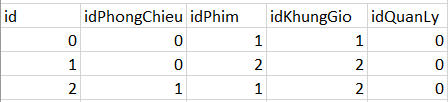 id idPhongChieu idPhim idKhungGio idQuanLy
0 0 1 1 0
1 0 2 2 0
2 1 1 2 0